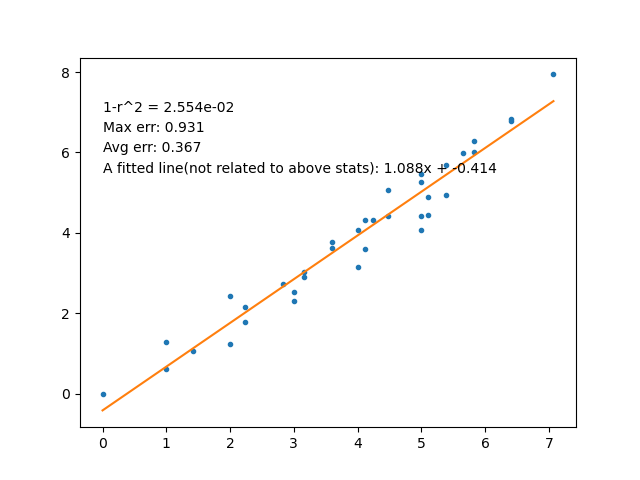 8
1-r^2 = 2.554e-02
Max err: 0.931
Avg err: 0.367
6
A fitted line(not related to above stats): 1.088x + -0.414
4
2
0
0 1 2 3 4 5 6 7